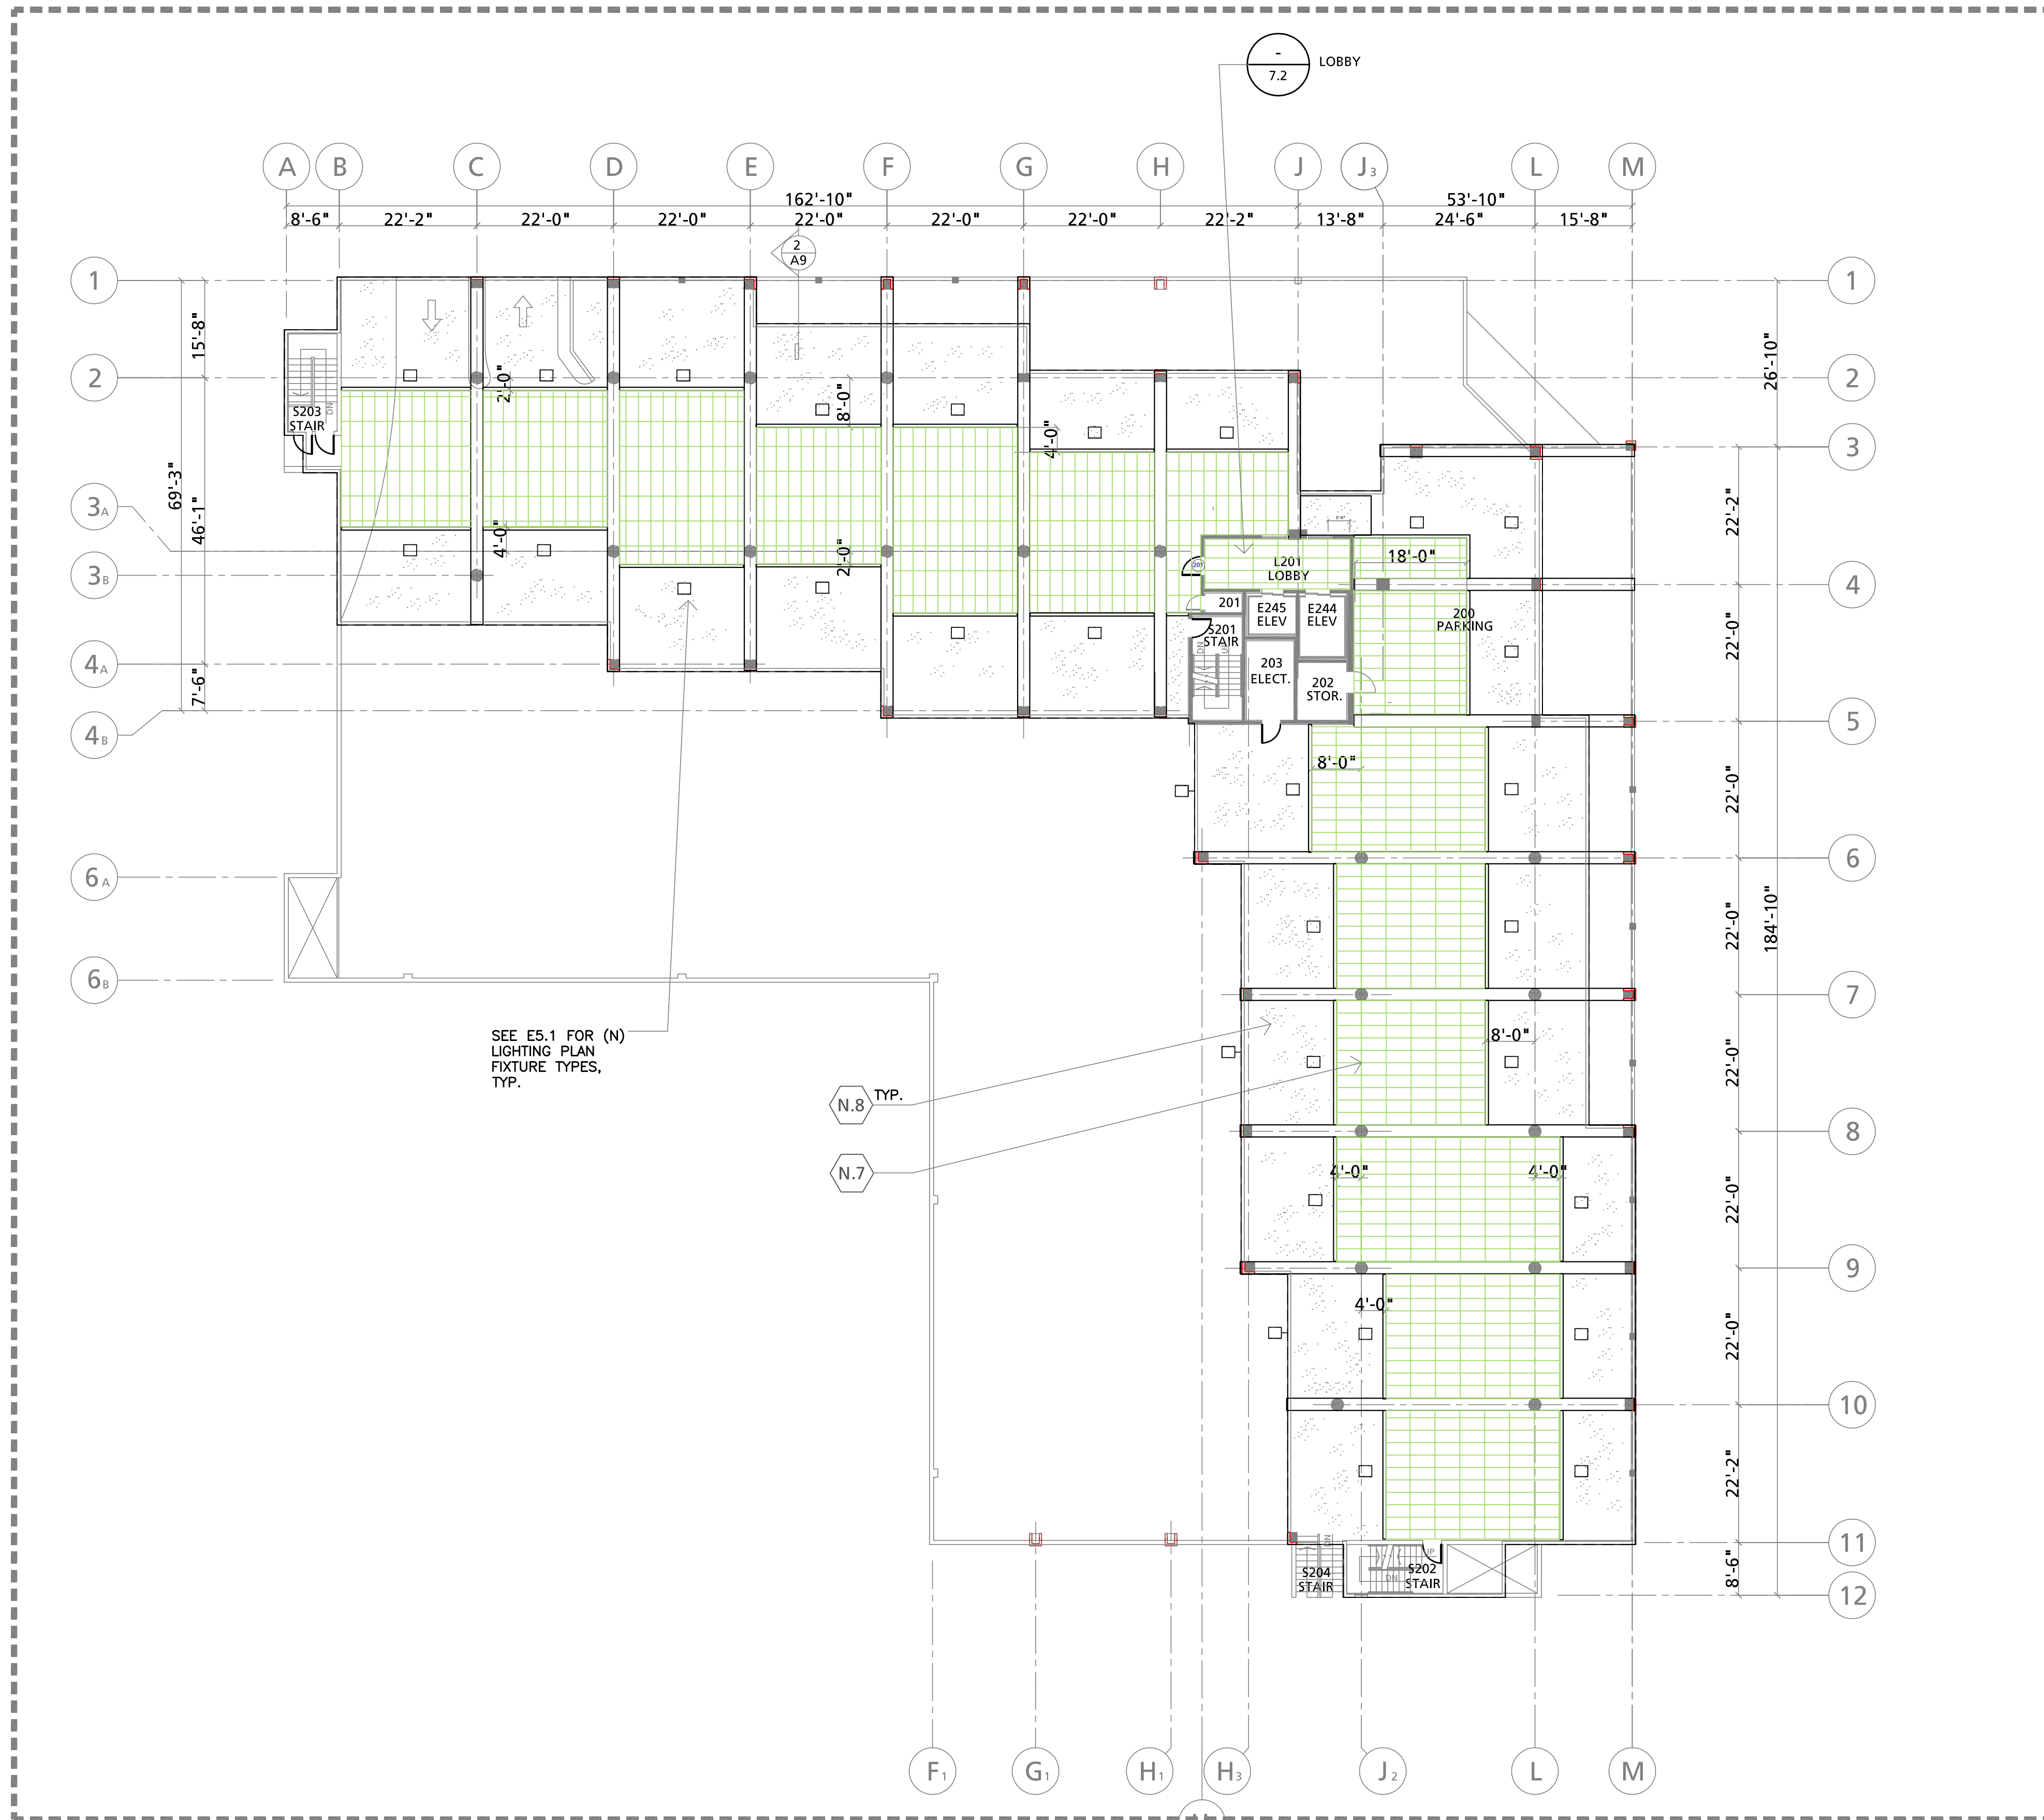 -
7.2
LOBBY
A
B
C
D
E
F
G
H
J
J3
L
M
162'-10"
53'-10"
8'-6"
22'-2"
22'-0"
22'-0"
22'-0"
22'-0"
22'-0"
22'-2"
13'-8"
24'-6"
15'-8"
2
A9
1
1
15'-8"
26'-10"
2
2
2'-0"
8'-0"
S203
STAIR
DN
4'-0"
3
3
69'-3"
46'-1"
3A
22'-2"
4'-0"
2'-0"
201
L201
LOBBY
18'-0"
3B
4
201
E245
ELEV
E244
ELEV
200
PARKING
S201
STAIR
DN
UP
22'-0"
4A
203
ELECT.
202
STOR.
7'-6"
4B
5
8'-0"
22'-0"
6A
6
184'-10"
22'-0"
6B
7
SEE E5.1 FOR (N)
LIGHTING PLAN
FIXTURE TYPES,
TYP.
8'-0"
22'-0"
N.8
TYP.
8
N.7
4'-0"
4'-0"
22'-0"
9
4'-0"
22'-0"
10
22'-2"
DN
11
UP
S204
STAIR
DN
S202
STAIR
8'-6"
12
F1
G1
H1
H3
J2
L
M